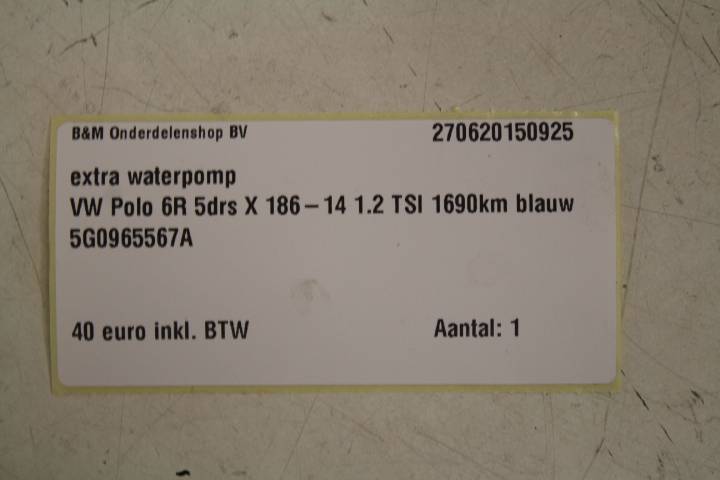 B&M Onderdelenshop BV 270620150925
extra waterpomp
VW Polo 6R 5drs X 186-14 1.2 TSI 1690km blauw
5G0965567A
40 euro inkl. BTW Aantal: 1